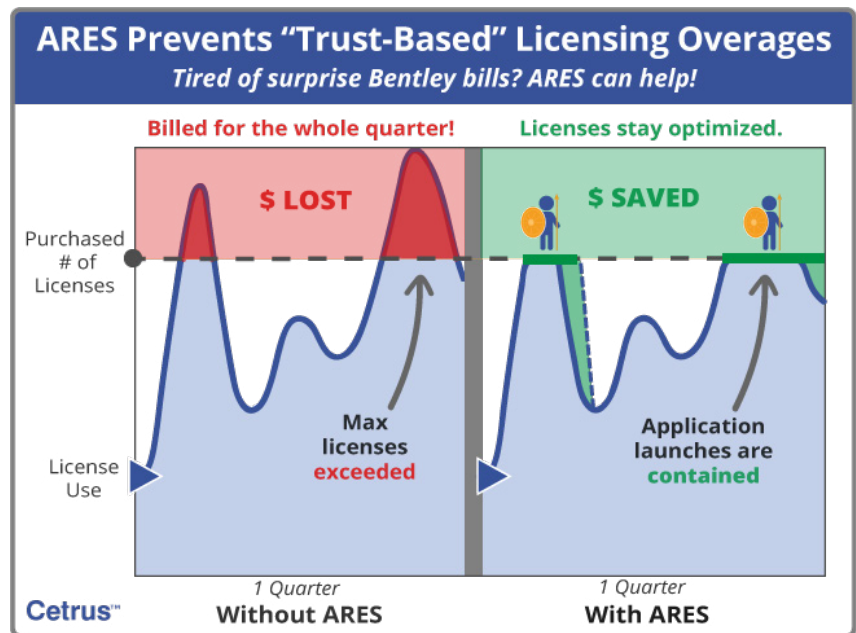 ARES Prevents “Trust-Based” Licensing Overages
Tired of surprise Bentley bills? ARES can help!
Billed for the whole quarter!
Licenses stay optimized.
$ LOST
$ SAVED
Purchased
# of
Licenses
Max
licenses
exceeded
Application
launches are
contained
License
Use
1 Quarter
Without ARES
1 Quarter
With ARES
Cetrus™